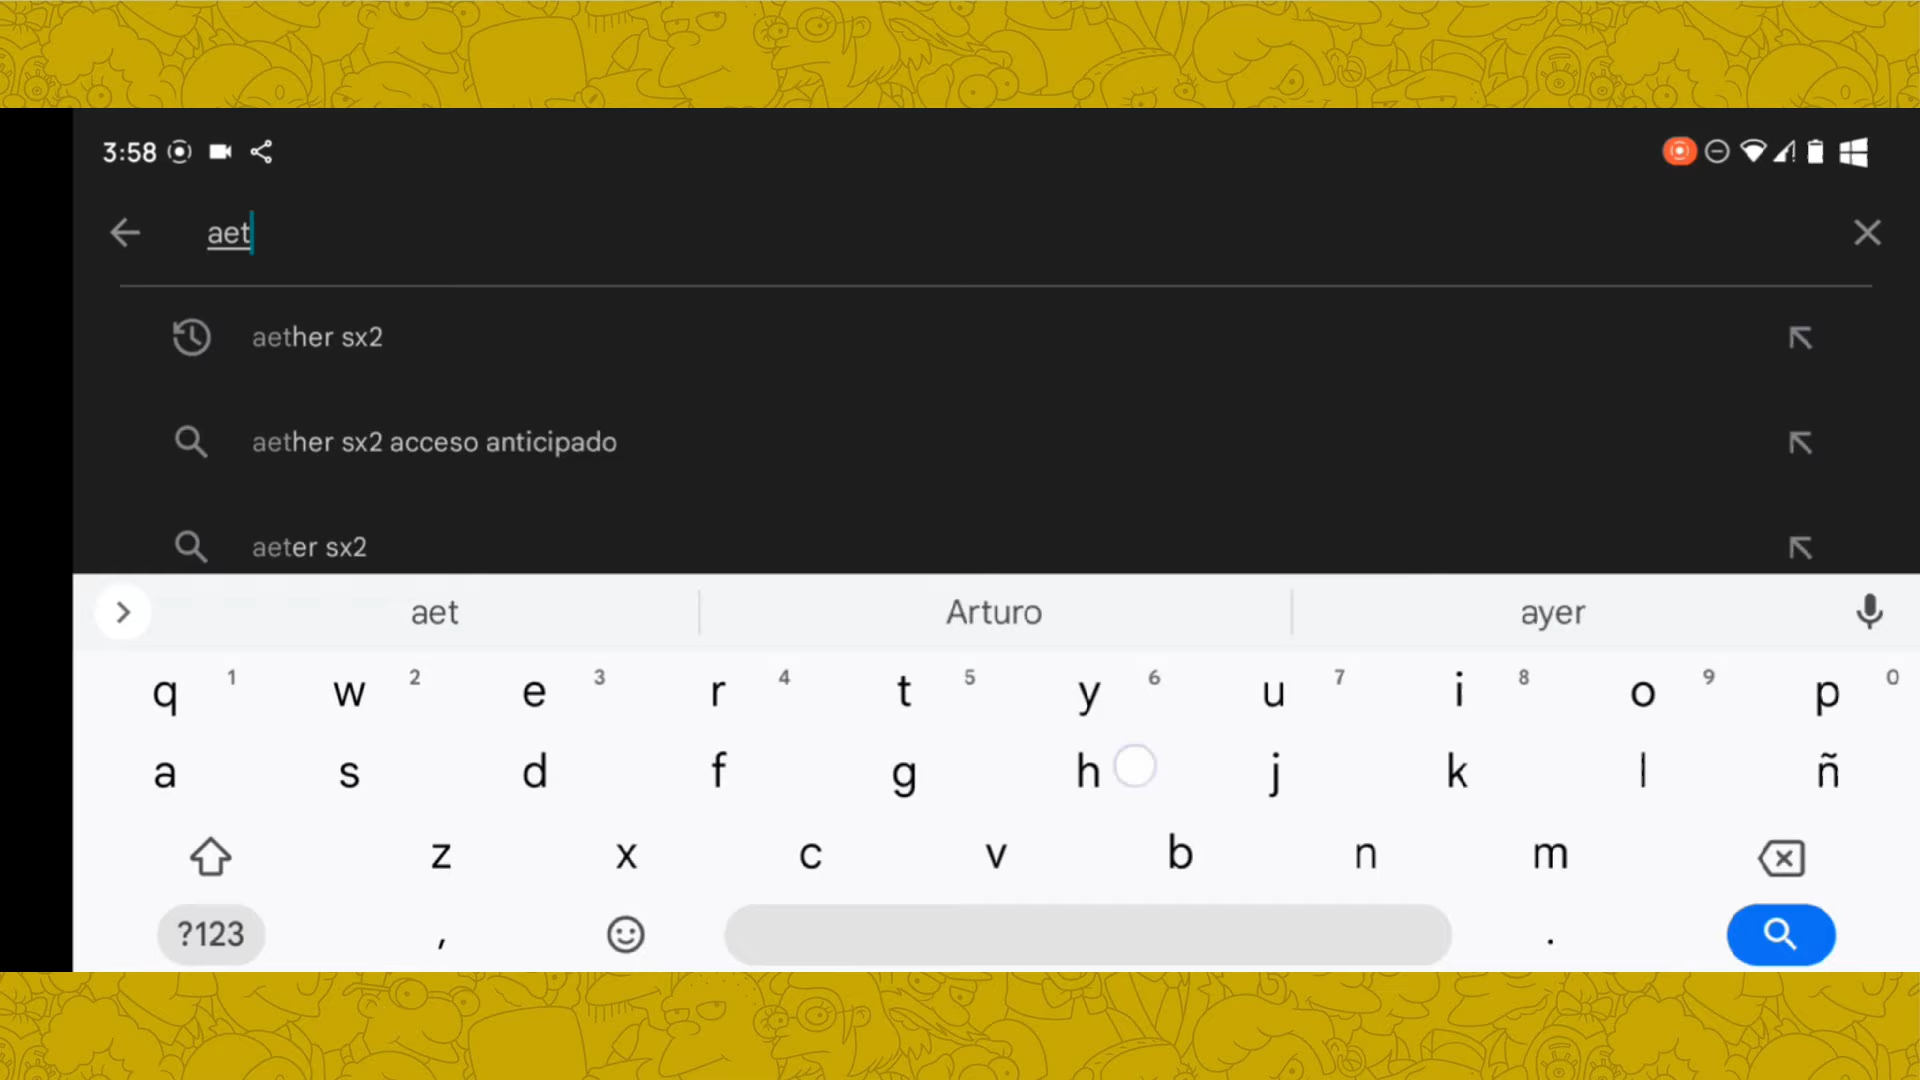 3:58
aet
aether sx2
aether sx2 acceso anticipado
aeter sx2
aet Arturo ayer
q 1 w 2 e 3 r 4 t 5 y 6 u 7 i 8 o 9 p 0
a s d f g h j k l ñ
z x c v b n m
?123 , .